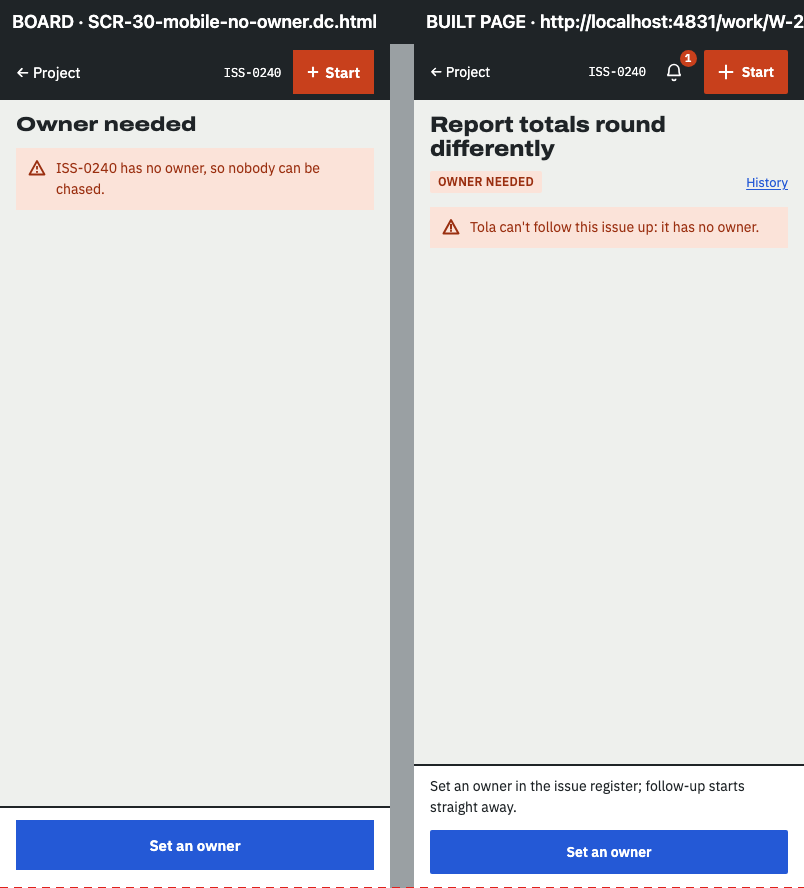 BOARD · SCR-30-mobile-no-owner.dc.html
← Project
ISS-0240
+ Start
Owner needed
ISS-0240 has no owner, so nobody can be
chased.
Set an owner
BUILT PAGE · http://localhost:4831/work/W-2
← Project
ISS-0240
1
+ Start
Report totals round
differently
OWNER NEEDED
History
Tola can't follow this issue up: it has no owner.
Set an owner in the issue register; follow-up starts
straight away.
Set an owner